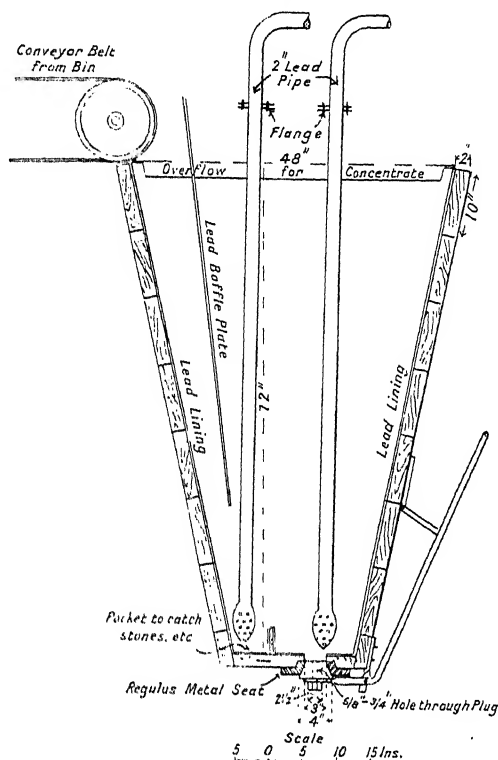 Conveyor Belt
from Bin
2" Lead
Pipe
Flange
Overflow 48" for Concentrate
2"
10"
Lead Baffle Plate
72"
Lead Lining
Lead Lining
Pocket to catch
stones, etc
Regulus Metal Seat
2½"
3"
4"
5/8" - 3/4" Hole through Plug
Scale
5 0 5 10 15 Ins.